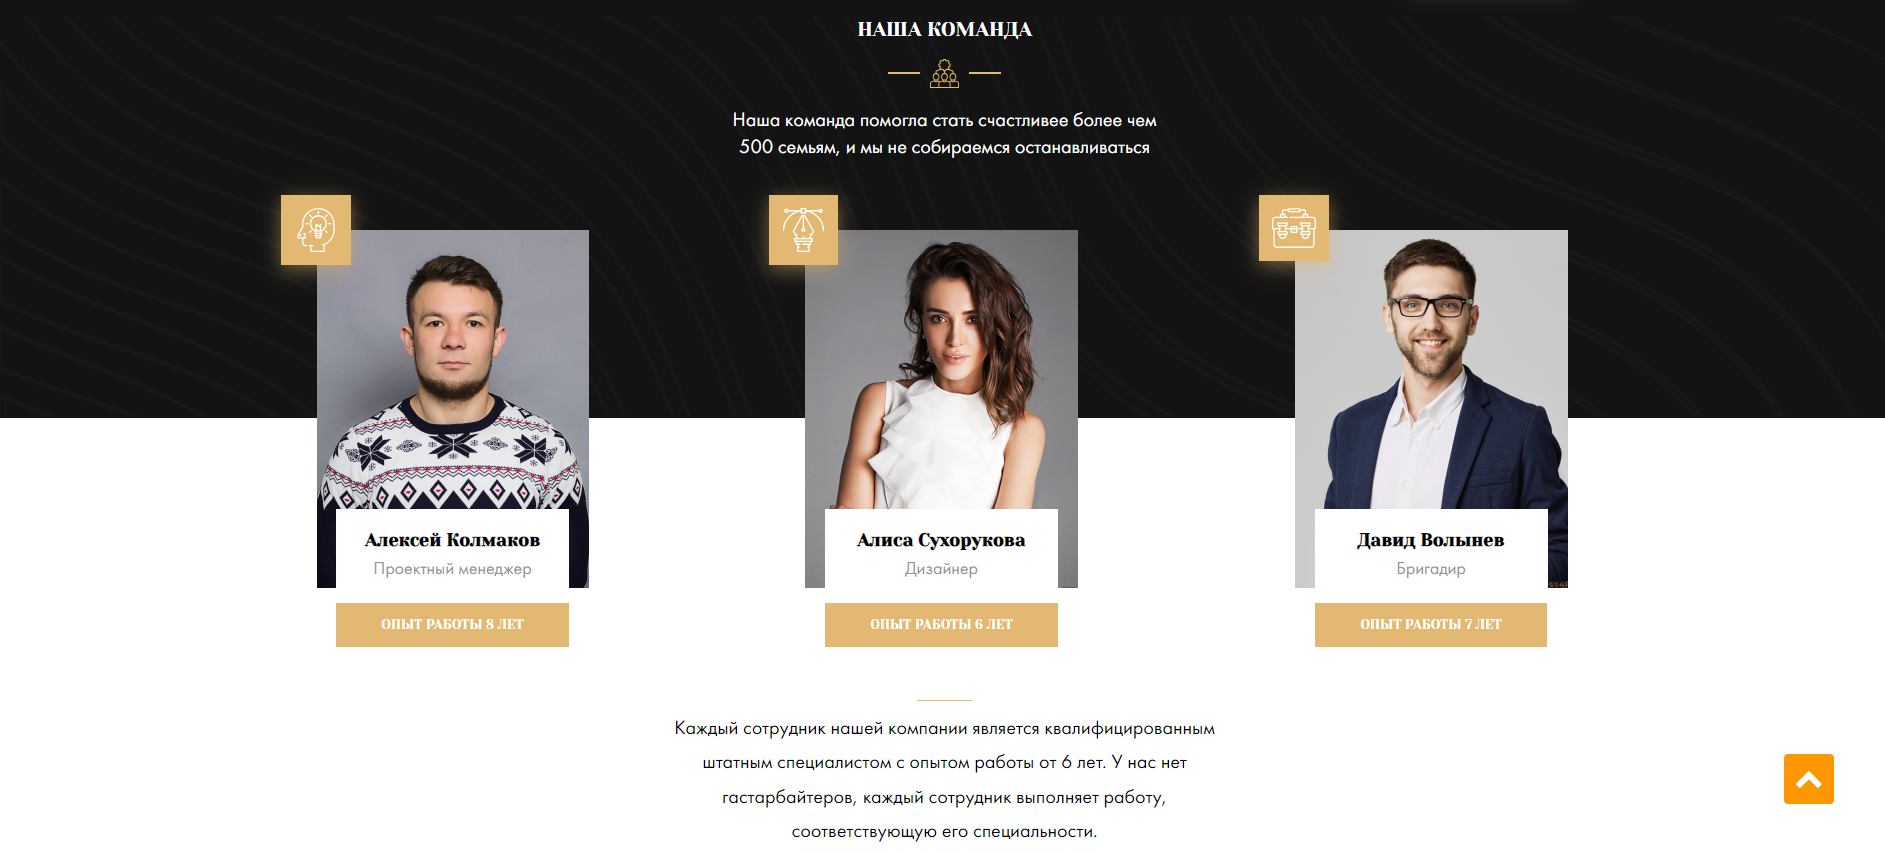 НАША КОМАНДА
Наша команда помогла стать счастливее более чем
500 семьям, и мы не собираемся останавливаться
Алексей Колмаков
Проектный менеджер
ОПЫТ РАБОТЫ 8 ЛЕТ
Алиса Сухорукова
Дизайнер
ОПЫТ РАБОТЫ 6 ЛЕТ
Давид Волынев
Бригадир
ОПЫТ РАБОТЫ 7 ЛЕТ
Каждый сотрудник нашей компании является квалифицированным
штатным специалистом с опытом работы от 6 лет. У нас нет
гастарбайтеров, каждый сотрудник выполняет работу,
соответствующую его специальности.